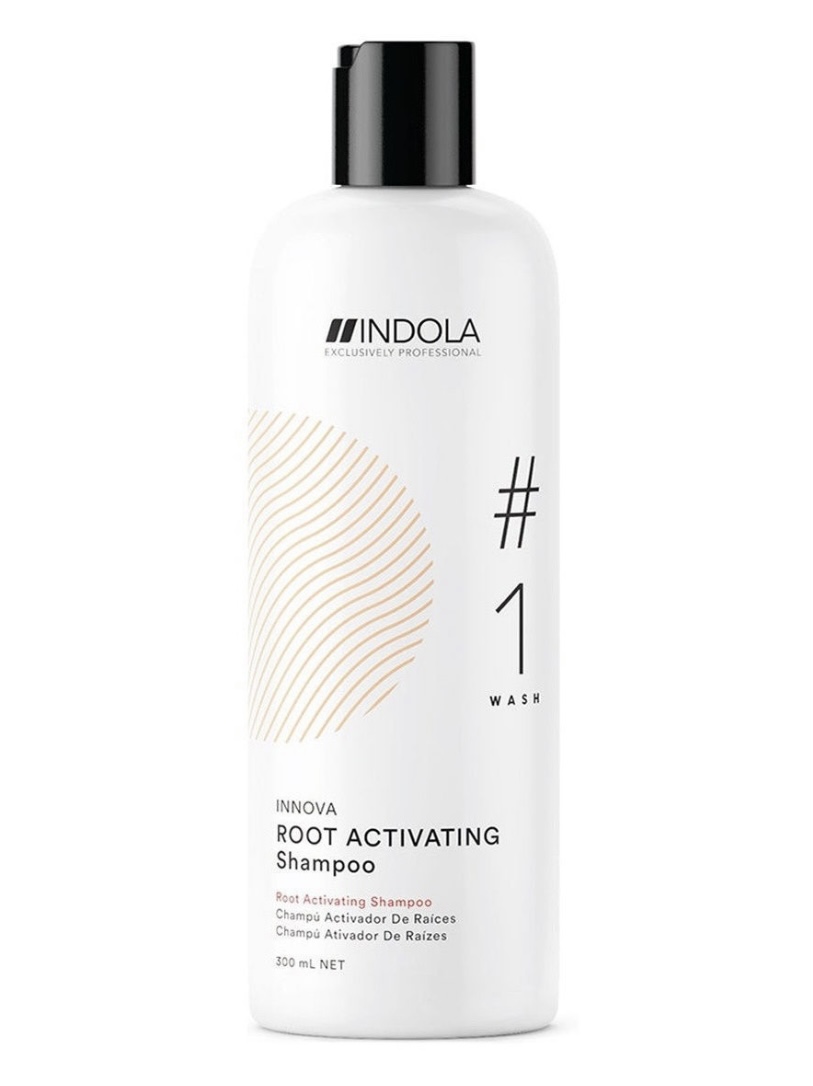 INDOLA
EXCLUSIVELY PROFESSIONAL
#
1
WASH
INNOVA
ROOT ACTIVATING
Shampoo
Root Activating Shampoo
Champú Activador De Raíces
Champú Ativador De Raízes
300 mL NET